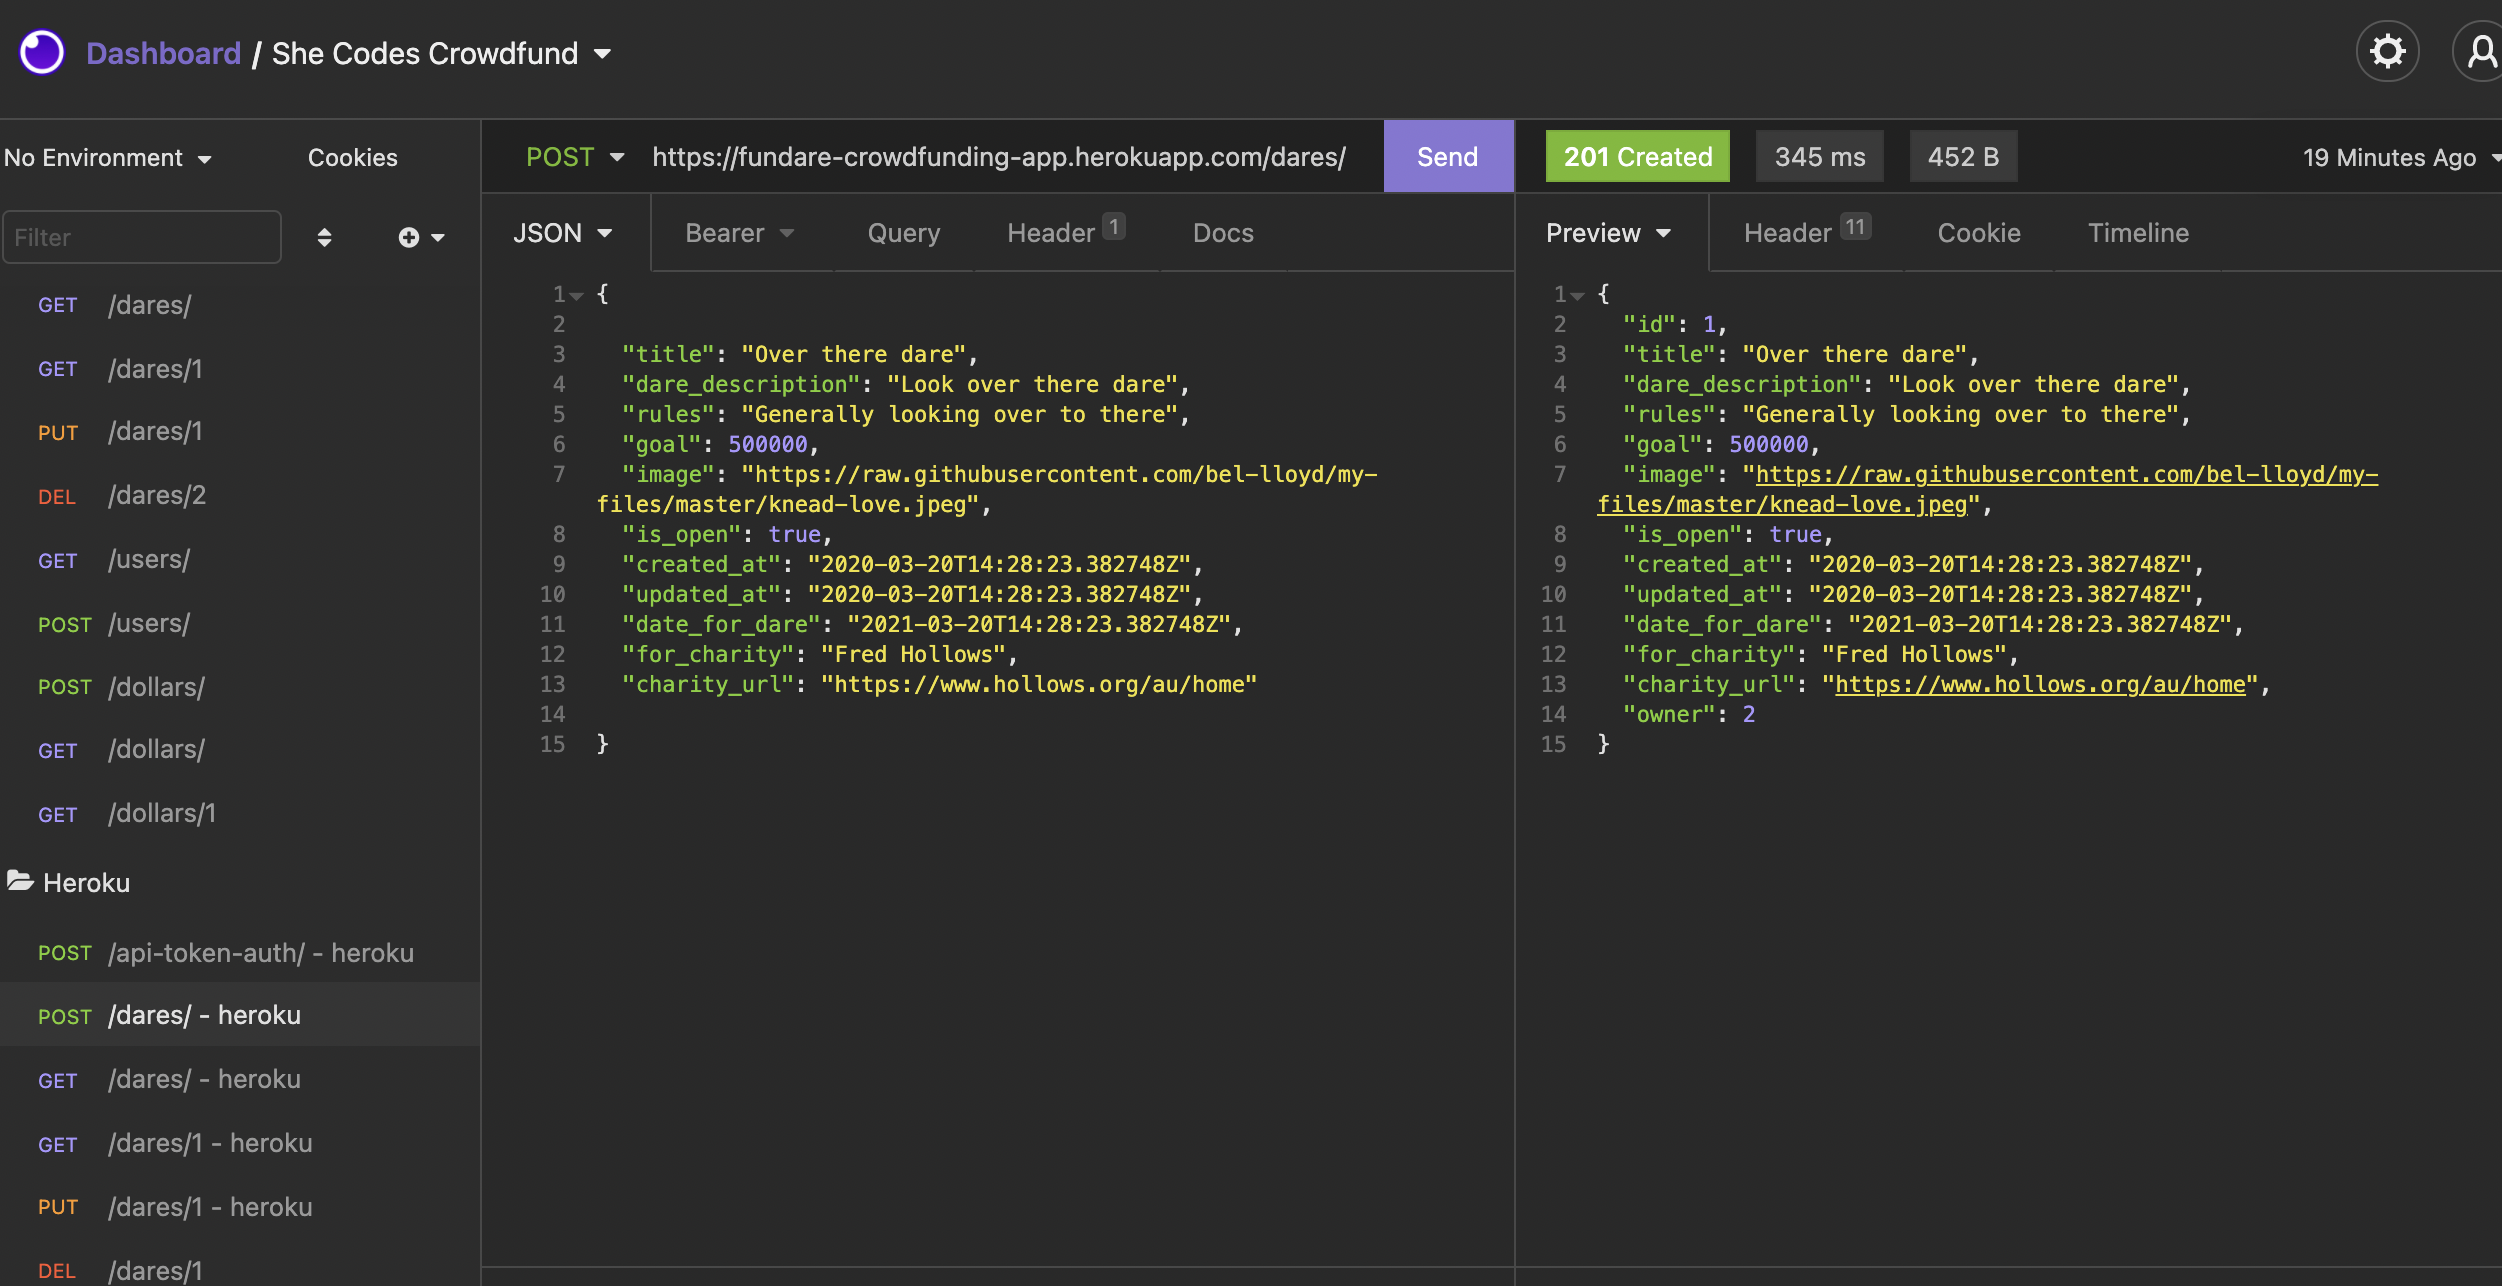 Dashboard / She Codes Crowdfund
No Environment
Cookies
Filter
GET /dares/
GET /dares/1
PUT /dares/1
DEL /dares/2
GET /users/
POST /users/
POST /dollars/
GET /dollars/
GET /dollars/1
Heroku
POST /api-token-auth/ - heroku
POST /dares/ - heroku
GET /dares/ - heroku
GET /dares/1 - heroku
PUT /dares/1 - heroku
DEL /dares/1
POST https://fundare-crowdfunding-app.herokuapp.com/dares/ Send
JSON Bearer Query Header 1 Docs
1 {
2
3 "title": "Over there dare",
4 "dare_description": "Look over there dare",
5 "rules": "Generally looking over to there",
6 "goal": 500000,
7 "image": "https://raw.githubusercontent.com/bel-lloyd/my-
files/master/knead-love.jpeg",
8 "is_open": true,
9 "created_at": "2020-03-20T14:28:23.382748Z",
10 "updated_at": "2020-03-20T14:28:23.382748Z",
11 "date_for_dare": "2021-03-20T14:28:23.382748Z",
12 "for_charity": "Fred Hollows",
13 "charity_url": "https://www.hollows.org/au/home"
14
15 }
201 Created 345 ms 452 B 19 Minutes Ago
Preview Header 11 Cookie Timeline
1 {
2 "id": 1,
3 "title": "Over there dare",
4 "dare_description": "Look over there dare",
5 "rules": "Generally looking over to there",
6 "goal": 500000,
7 "image": "https://raw.githubusercontent.com/bel-lloyd/my-
files/master/knead-love.jpeg",
8 "is_open": true,
9 "created_at": "2020-03-20T14:28:23.382748Z",
10 "updated_at": "2020-03-20T14:28:23.382748Z",
11 "date_for_dare": "2021-03-20T14:28:23.382748Z",
12 "for_charity": "Fred Hollows",
13 "charity_url": "https://www.hollows.org/au/home",
14 "owner": 2
15 }